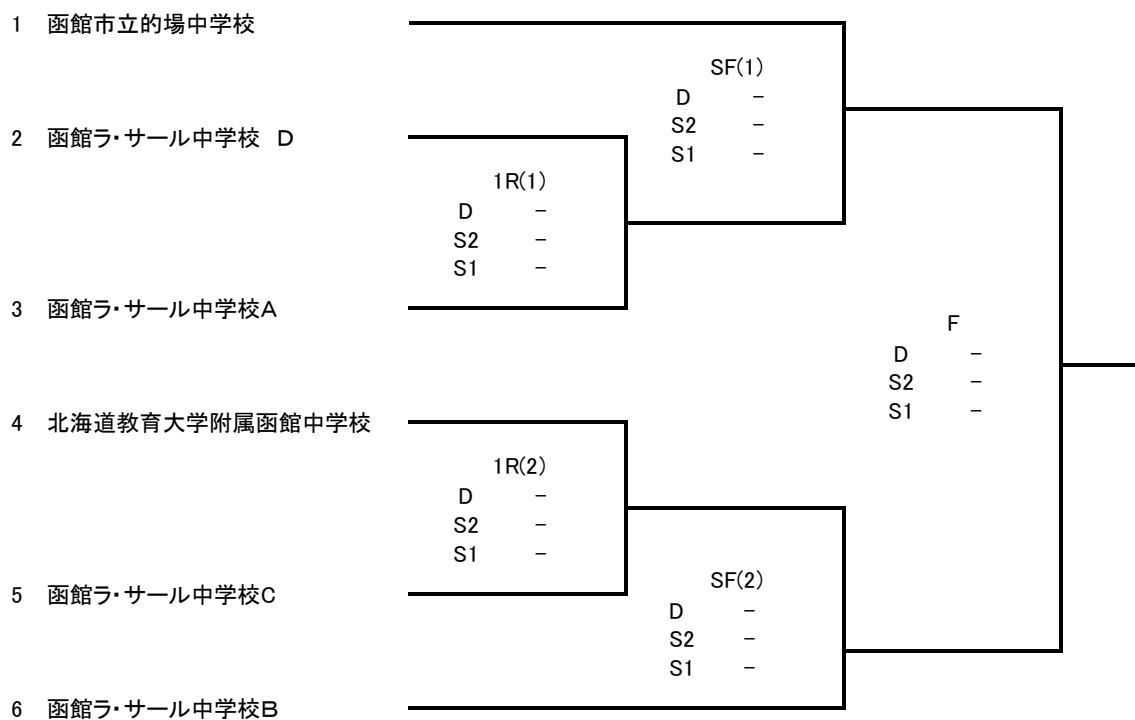 1 函館市立的場中学校
SF(1)
D -
2 函館ラ・サール中学校 D
S2 -
S1 -
1R(1)
D -
S2 -
S1 -
3 函館ラ・サール中学校A
F
D -
S2 -
S1 -
4 北海道教育大学附属函館中学校
1R(2)
D -
S2 -
S1 -
SF(2)
5 函館ラ・サール中学校C
D -
S2 -
S1 -
6 函館ラ・サール中学校B